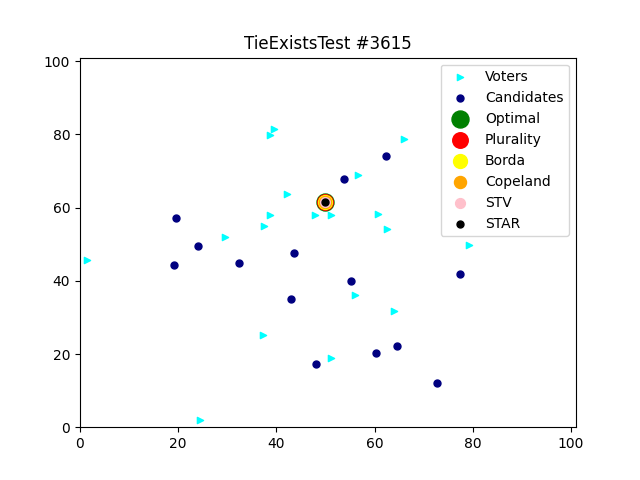 TieExistsTest #3615
100
80
60
40
20
0
0 20 40 60 80 100
Voters
Candidates
Optimal
Plurality
Borda
Copeland
STV
STAR